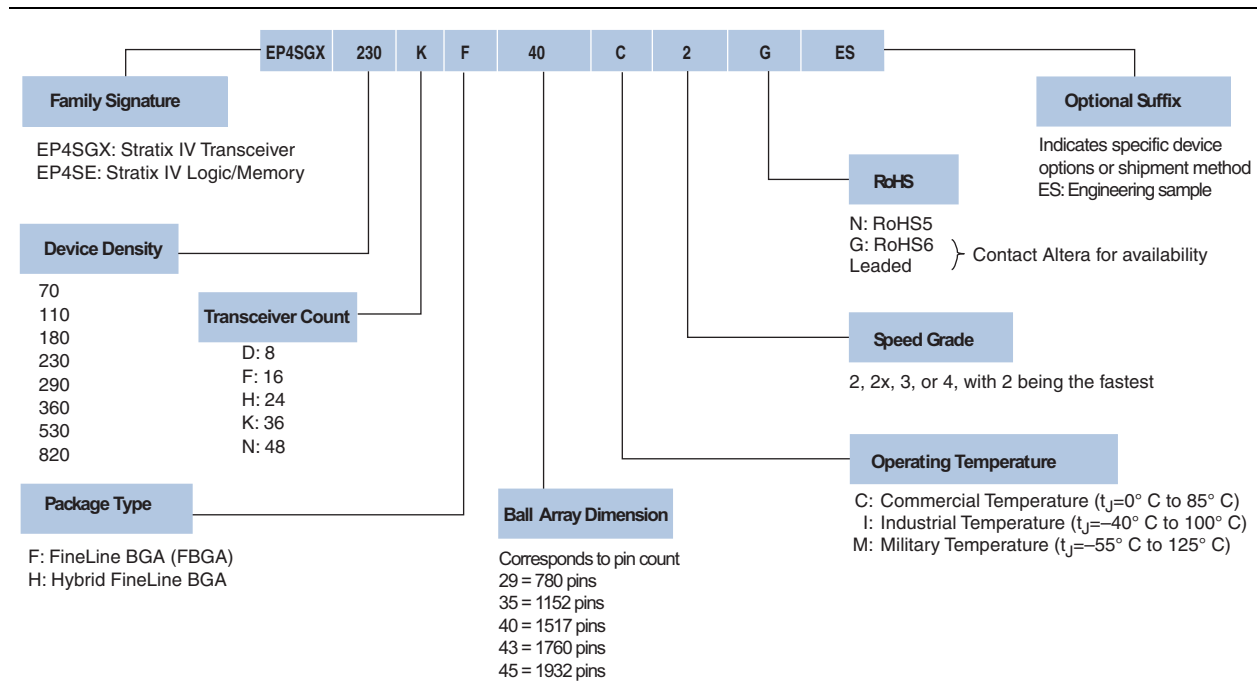 EP4SGX 230 K F 40 C 2 G ES
Family Signature
EP4SGX: Stratix IV Transceiver
EP4SE: Stratix IV Logic/Memory
Optional Suffix
Indicates specific device
options or shipment method
ES: Engineering sample
RoHS
N: RoHS5
G: RoHS6
Leaded
Contact Altera for availability
Device Density
70
110
180
230
290
360
530
820
Transceiver Count
D: 8
F: 16
H: 24
K: 36
N: 48
Speed Grade
2, 2x, 3, or 4, with 2 being the fastest
Operating Temperature
C: Commercial Temperature (tJ=0° C to 85° C)
I: Industrial Temperature (tJ=–40° C to 100° C)
M: Military Temperature (tJ=–55° C to 125° C)
Package Type
F: FineLine BGA (FBGA)
H: Hybrid FineLine BGA
Ball Array Dimension
Corresponds to pin count
29 = 780 pins
35 = 1152 pins
40 = 1517 pins
43 = 1760 pins
45 = 1932 pins